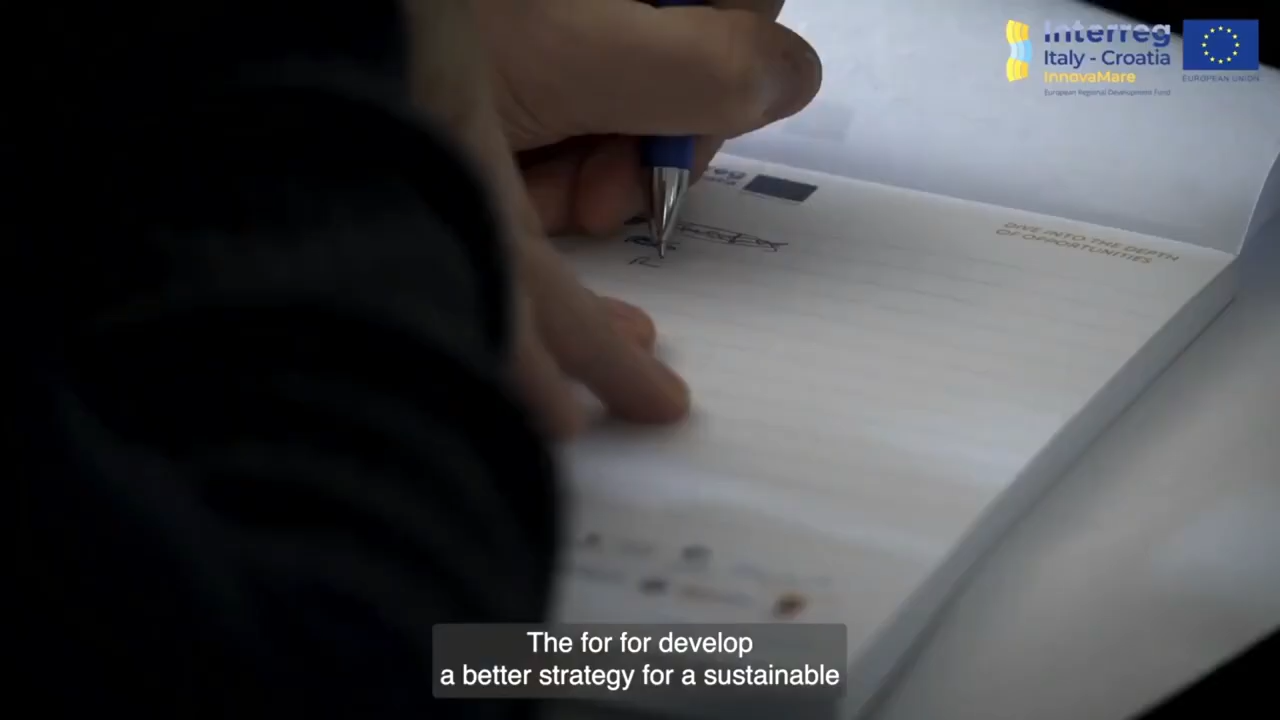 Interreg
Italy - Croatia
InnovaMare
European Regional Development Fund
EUROPEAN UNION
DIVE INTO THE DEPTH
OF OPPORTUNITIES
The for for develop
a better strategy for a sustainable